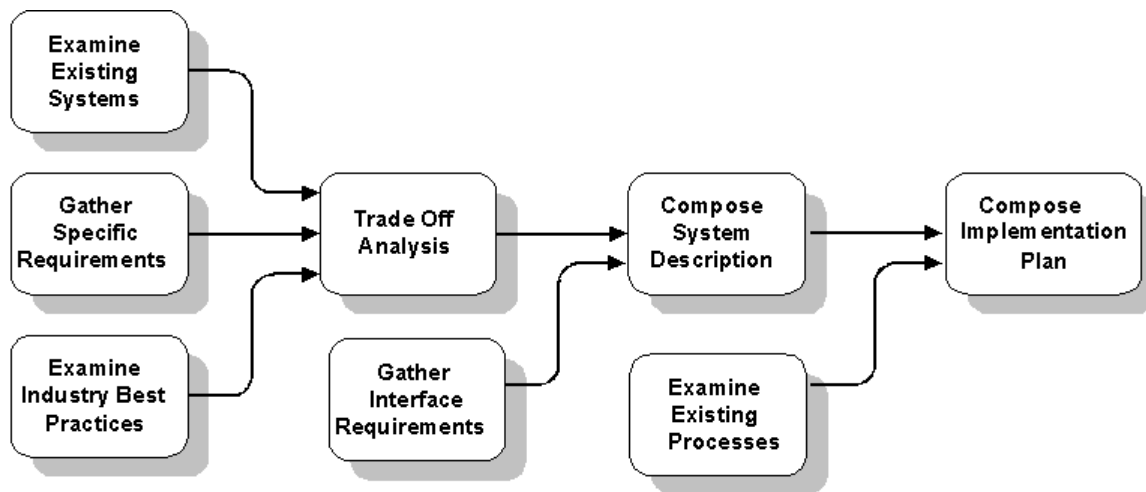 Examine
Existing
Systems
Gather
Specific
Requirements
Examine
Industry Best
Practices
Trade Off
Analysis
Gather
Interface
Requirements
Compose
System
Description
Examine
Existing
Processes
Compose
Implementation
Plan